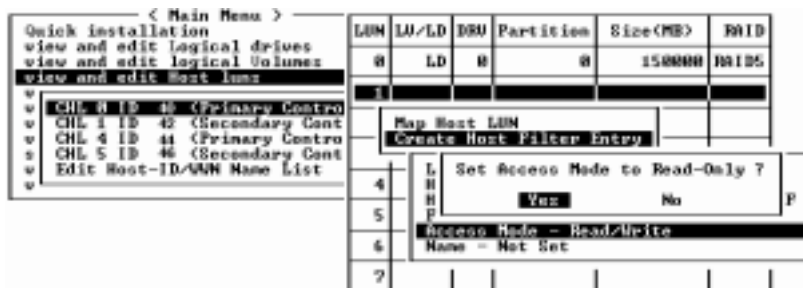 < Main Menu >
Quick installation
view and edit Logical drives
view and edit logical Volumes
view and edit Host luns
v
v CHL 0 ID 40 (Primary Contro
v CHL 1 ID 42 (Secondary Cont
v CHL 4 ID 44 (Primary Contro
s CHL 5 ID 46 (Secondary Cont
v Edit Host-ID/WWN Name List
v
LUN LV/LD DRV Partition Size(MB) RAID
0 LD 0 0 150000 RAID5
1
Map Host LUN
Create Host Filter Entry
L Set Access Mode to Read-Only ?
H
4 H Yes No P
5 F
Access Mode - Read/Write
6 Name - Not Set
7